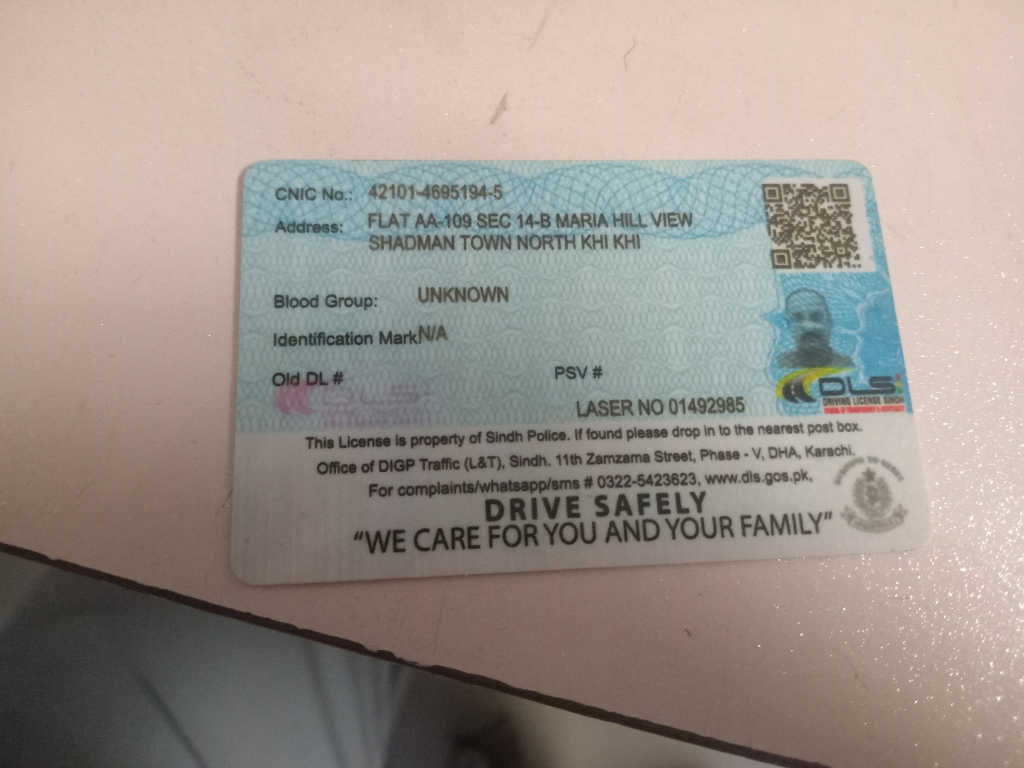 CNIC No.: 42101-4695194-5
Address: FLAT AA-109 SEC 14-B MARIA HILL VIEW
SHADMAN TOWN NORTH KHI KHI
Blood Group: UNKNOWN
Identification Mark N/A
Old DL # PSV #
DLS
DLS
DRIVING LICENSE SINDH
LASER NO 01492985
This License is property of Sindh Police. If found please drop in to the nearest post box.
Office of DIGP Traffic (L&T), Sindh. 11th Zamzama Street, Phase - V, DHA, Karachi.
For complaints/whatsapp/sms # 0322-5423623, www.dls.gos.pk,
DRIVE SAFELY
“WE CARE FOR YOU AND YOUR FAMILY”